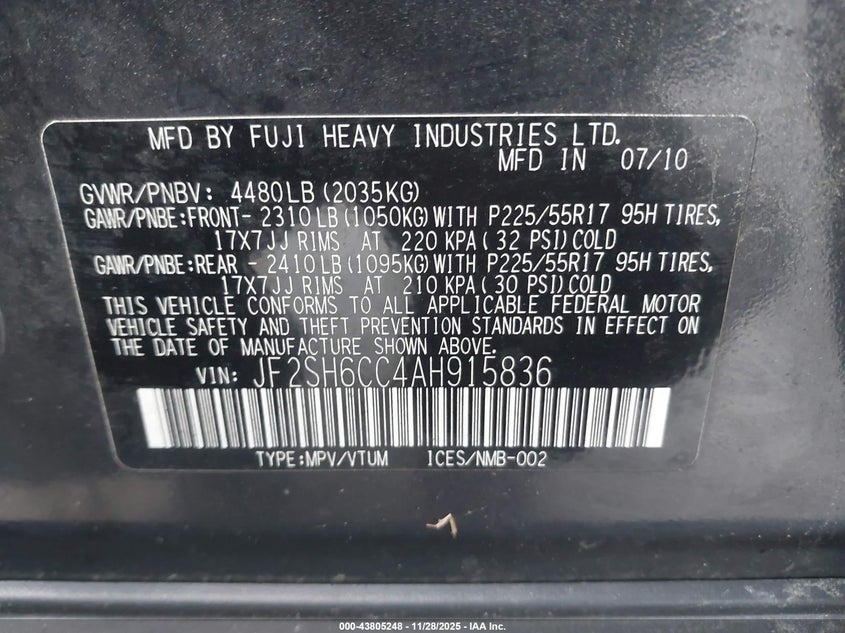 MFD BY FUJI HEAVY INDUSTRIES LTD.
MFD IN 07/10
GVWR/PNBV: 4480LB (2035KG)
GAWR/PNBE:FRONT- 2310LB(1050KG)WITH P225/55R17 95H TIRES,
17X7JJ RIMS AT 220 KPA( 32 PSI)COLD
GAWR/PNBE:REAR - 2410LB(1095KG)WITH P225/55R17 95H TIRES,
17X7JJ RIMS AT 210 KPA( 30 PSI)COLD
THIS VEHICLE CONFORMS TO ALL APPLICABLE FEDERAL MOTOR
VEHICLE SAFETY AND THEFT PREVENTION STANDARDS IN EFFECT ON
THE DATE OF MANUFACTURE SHOWN ABOVE.
VIN: JF2SH6CC4AH915836
TYPE:MPV/VTUM ICES/NMB-002
000-43805248 - 11/28/2025 - IAA Inc.